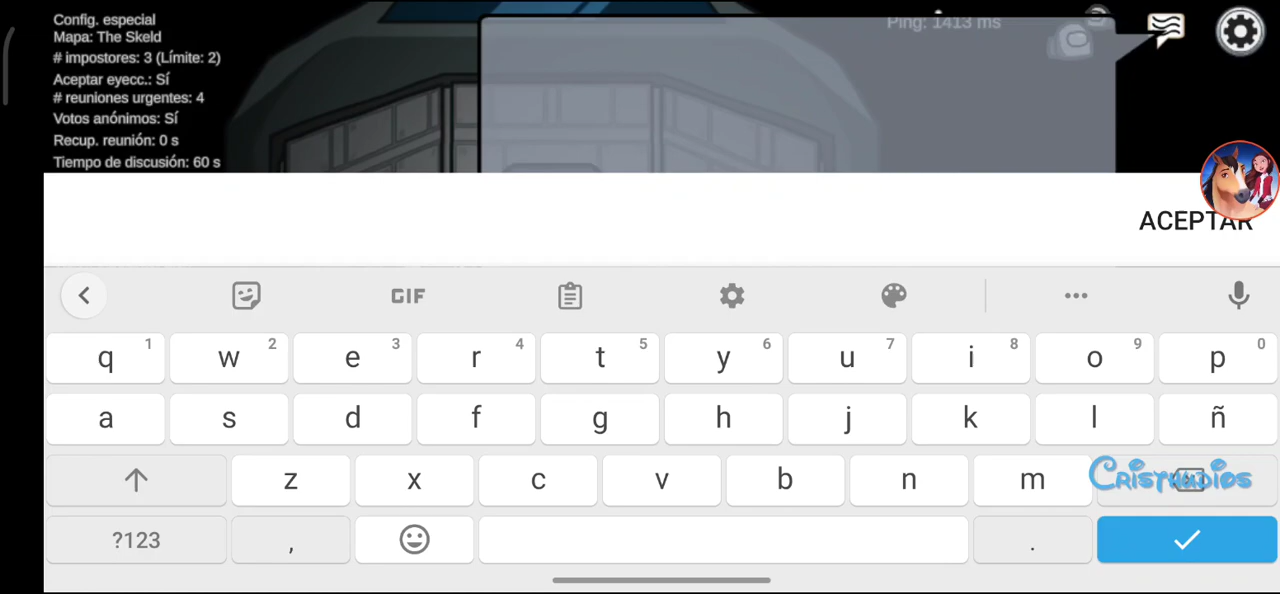 Config. especial
Mapa: The Skeld
# impostores: 3 (Límite: 2)
Aceptar eyecc.: Sí
# reuniones urgentes: 4
Votos anónimos: Sí
Recup. reunión: 0 s
Tiempo de discusión: 60 s
Ping: 1413 ms
ACEPTAR
GIF
q 1 w 2 e 3 r 4 t 5 y 6 u 7 i 8 o 9 p 0
a s d f g h j k l ñ
z x c v b n m
Cristhudios
?123 , .